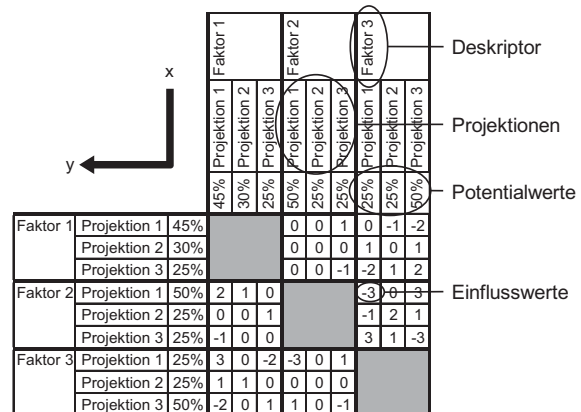 Faktor 1 Faktor 2 Faktor 3 Deskriptor
x
y
Projektion 1 Projektion 2 Projektion 3 Projektion 1 Projektion 2 Projektion 3 Projektion 1 Projektion 2 Projektion 3 Projektionen
45% 30% 25% 50% 25% 25% 25% 25% 50% Potentialwerte
Faktor 1 Projektion 1 45% 0 0 1 0 -1 -2
Projektion 2 30% 0 0 0 1 0 1
Projektion 3 25% 0 0 -1 -2 1 2
Faktor 2 Projektion 1 50% 2 1 0 -3 0 3 Einflusswerte
Projektion 2 25% 0 0 1 -1 2 1
Projektion 3 25% -1 0 0 3 1 -3
Faktor 3 Projektion 1 25% 3 0 -2 -3 0 1
Projektion 2 25% 1 1 0 0 0 0
Projektion 3 50% -2 0 1 1 0 -1